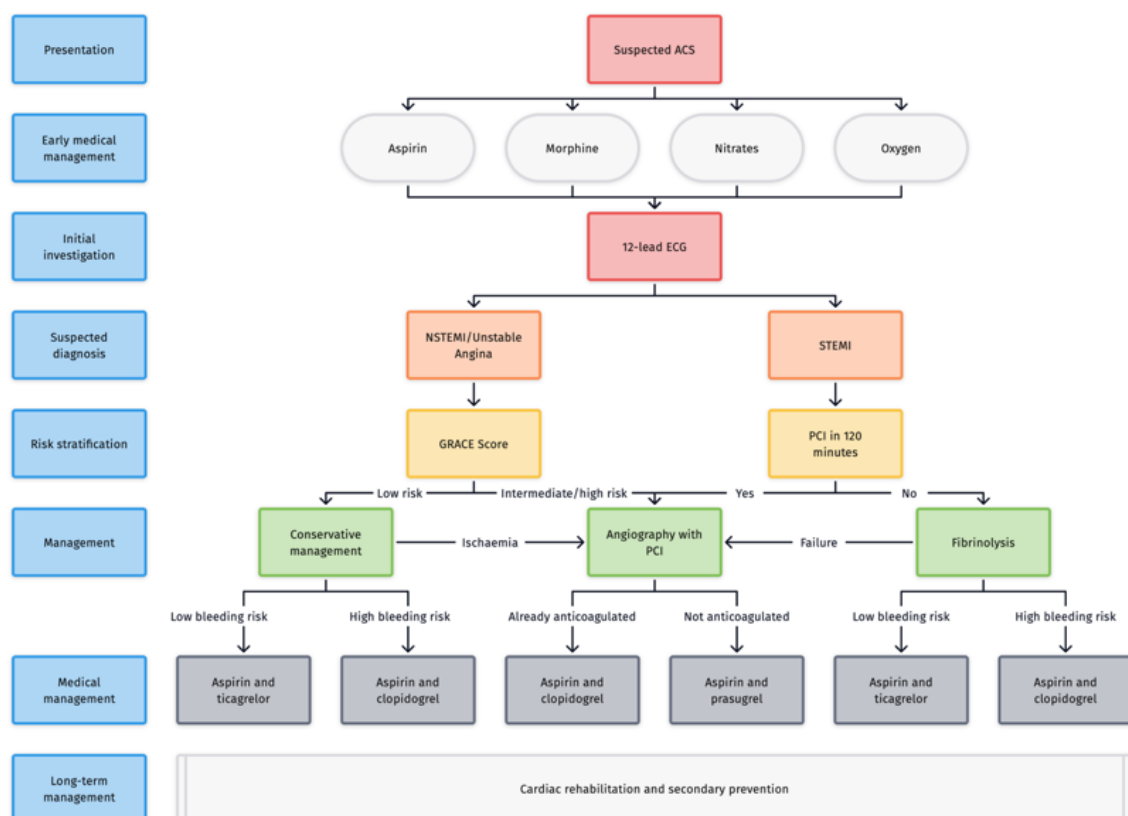 Presentation
Suspected ACS
Early medical
management
Aspirin
Morphine
Nitrates
Oxygen
Initial
investigation
12-lead ECG
Suspected
diagnosis
NSTEMI/Unstable
Angina
STEMI
Risk stratification
GRACE Score
PCI in 120
minutes
Low risk
Intermediate/high risk
Yes
No
Management
Conservative
management
Ischaemia
Angiography with
PCI
Failure
Fibrinolysis
Low bleeding risk
High bleeding risk
Already anticoagulated
Not anticoagulated
Low bleeding risk
High bleeding risk
Medical
management
Aspirin and
ticagrelor
Aspirin and
clopidogrel
Aspirin and
clopidogrel
Aspirin and
prasugrel
Aspirin and
ticagrelor
Aspirin and
clopidogrel
Long-term
management
Cardiac rehabilitation and secondary prevention